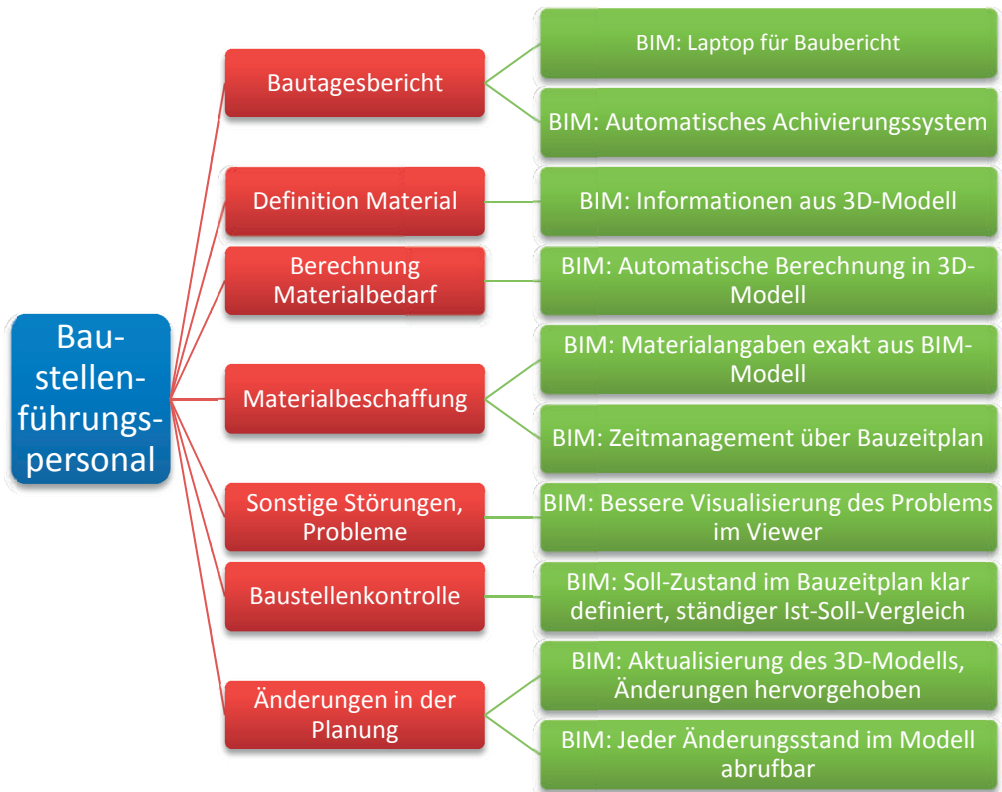 Bau-
stellen-
führungs-
personal
Bautagesbericht
BIM: Laptop für Baubericht
BIM: Automatisches Achivierungssystem
Definition Material
BIM: Informationen aus 3D-Modell
Berechnung
Materialbedarf
BIM: Automatische Berechnung in 3D-
Modell
Materialbeschaffung
BIM: Materialangaben exakt aus BIM-
Modell
BIM: Zeitmanagement über Bauzeitplan
Sonstige Störungen,
Probleme
BIM: Bessere Visualisierung des Problems
im Viewer
Baustellenkontrolle
BIM: Soll-Zustand im Bauzeitplan klar
definiert, ständiger Ist-Soll-Vergleich
Änderungen in der
Planung
BIM: Aktualisierung des 3D-Modells,
Änderungen hervorgehoben
BIM: Jeder Änderungsstand im Modell
abrufbar